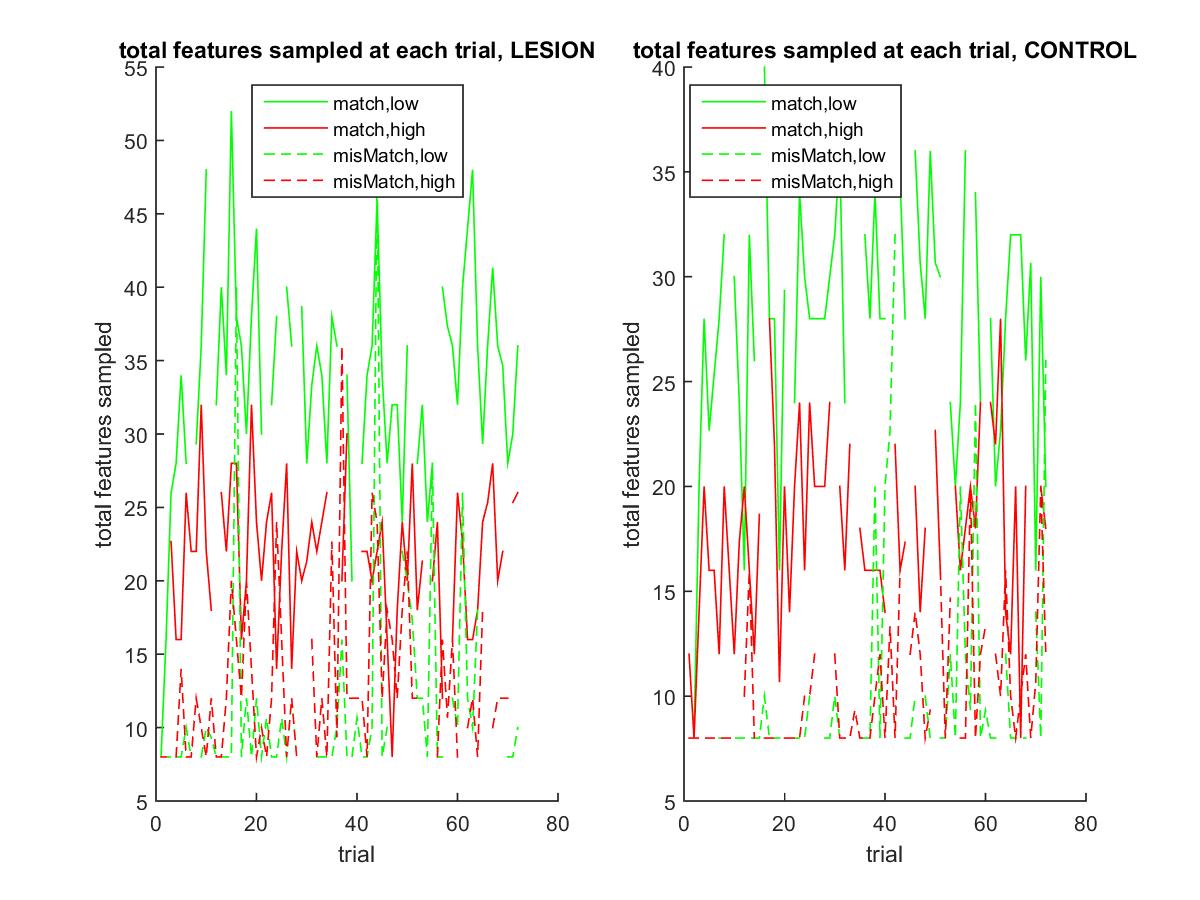 total features sampled at each trial, LESION
total features sampled
55
50
45
40
35
30
25
20
15
10
5
match,low
match,high
misMatch,low
misMatch,high
0 20 40 60 80
trial
total features sampled at each trial, CONTROL
total features sampled
40
35
30
25
20
15
10
5
match,low
match,high
misMatch,low
misMatch,high
0 20 40 60 80
trial